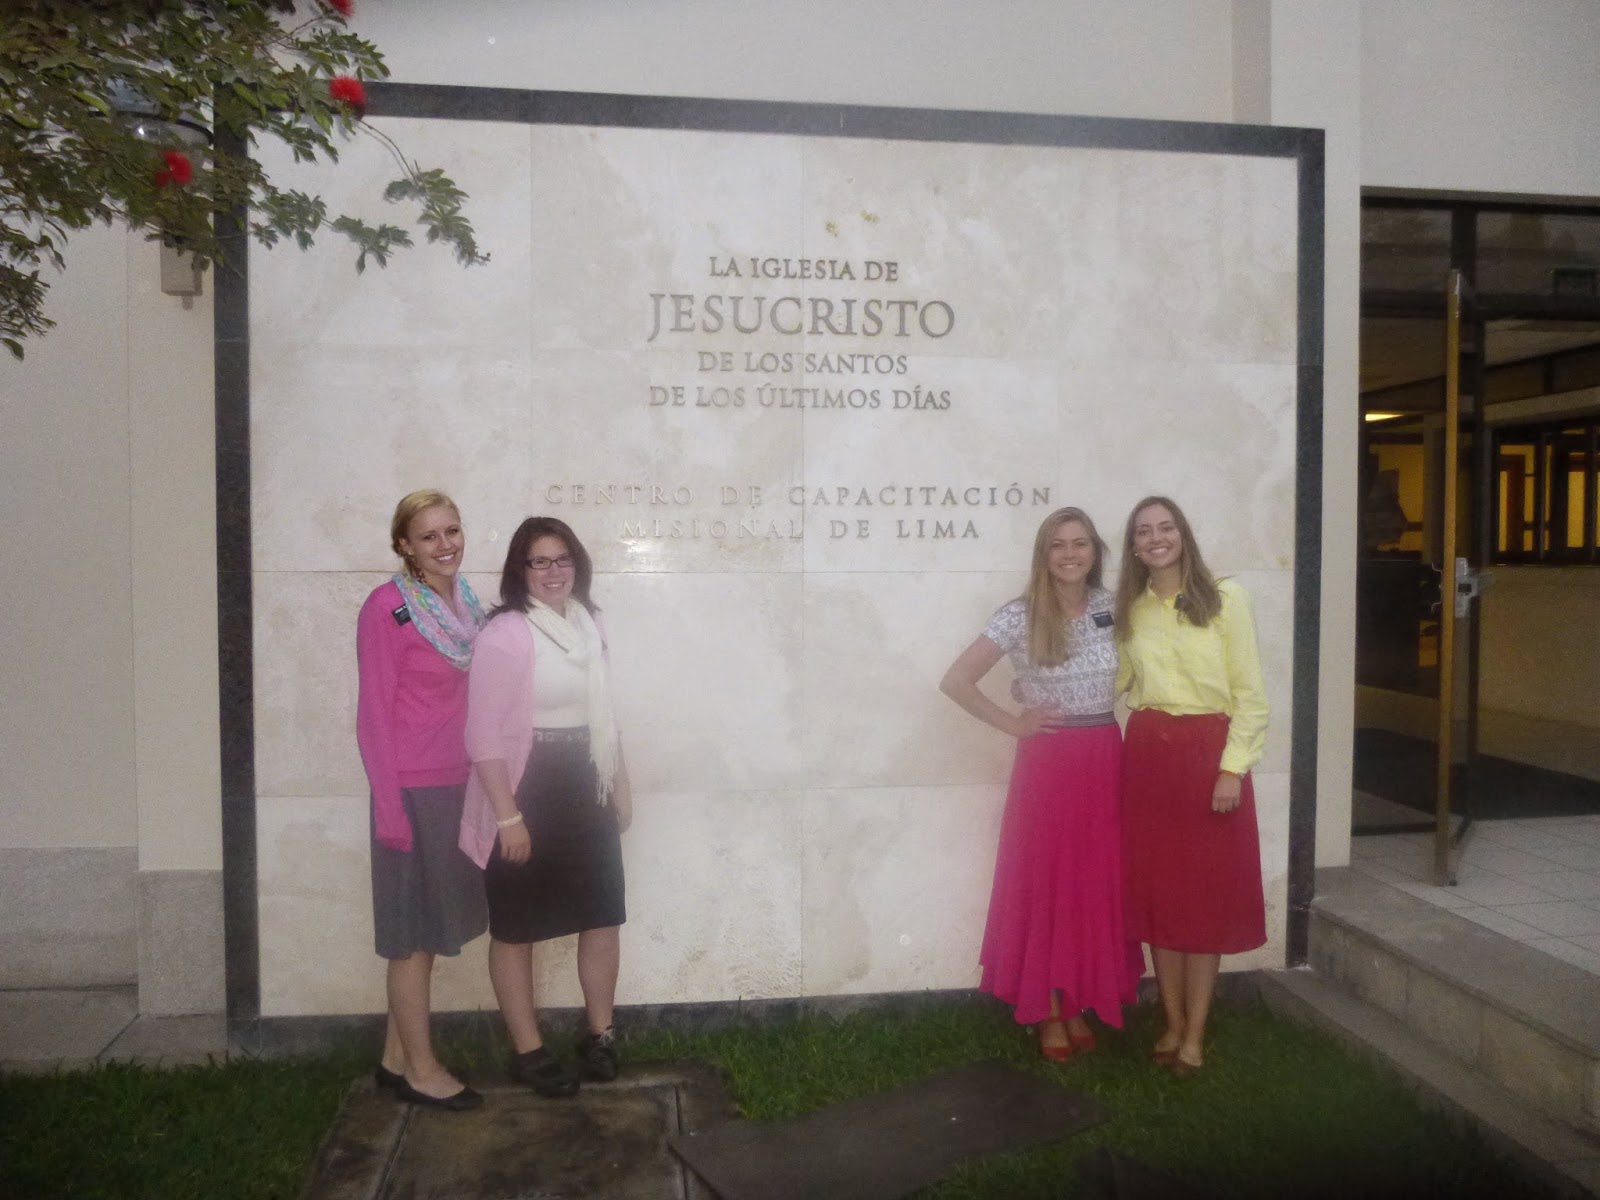 LA IGLESIA DE
JESUCRISTO
DE LOS SANTOS
DE LOS ÚLTIMOS DÍAS
CENTRO DE CAPACITACIÓN
MISIONAL DE LIMA